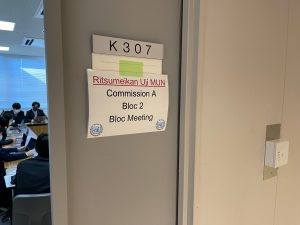 K307
Ritsumeikan Uji MUN
Commission A
Bloc 2
Bloc Meeting